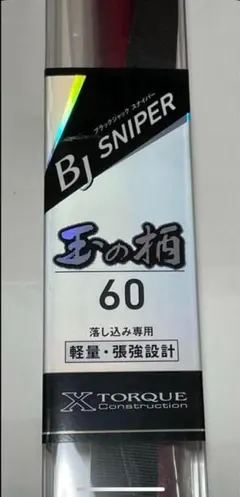 ブラックジャック スナイパー
BJ SNIPER
玉の柄
60
落し込み専用
軽量・張強設計
X TORQUE
Construction